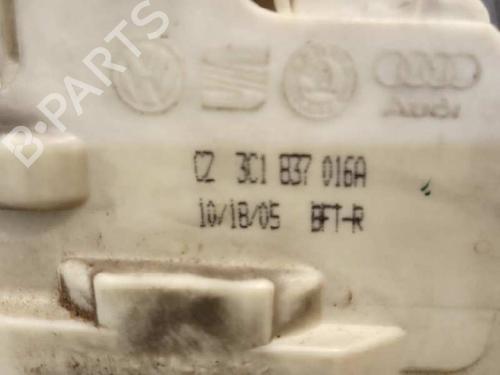 B-PARTS
Audi
CZ 3C1 837 016A
10/18/05 BFT-R